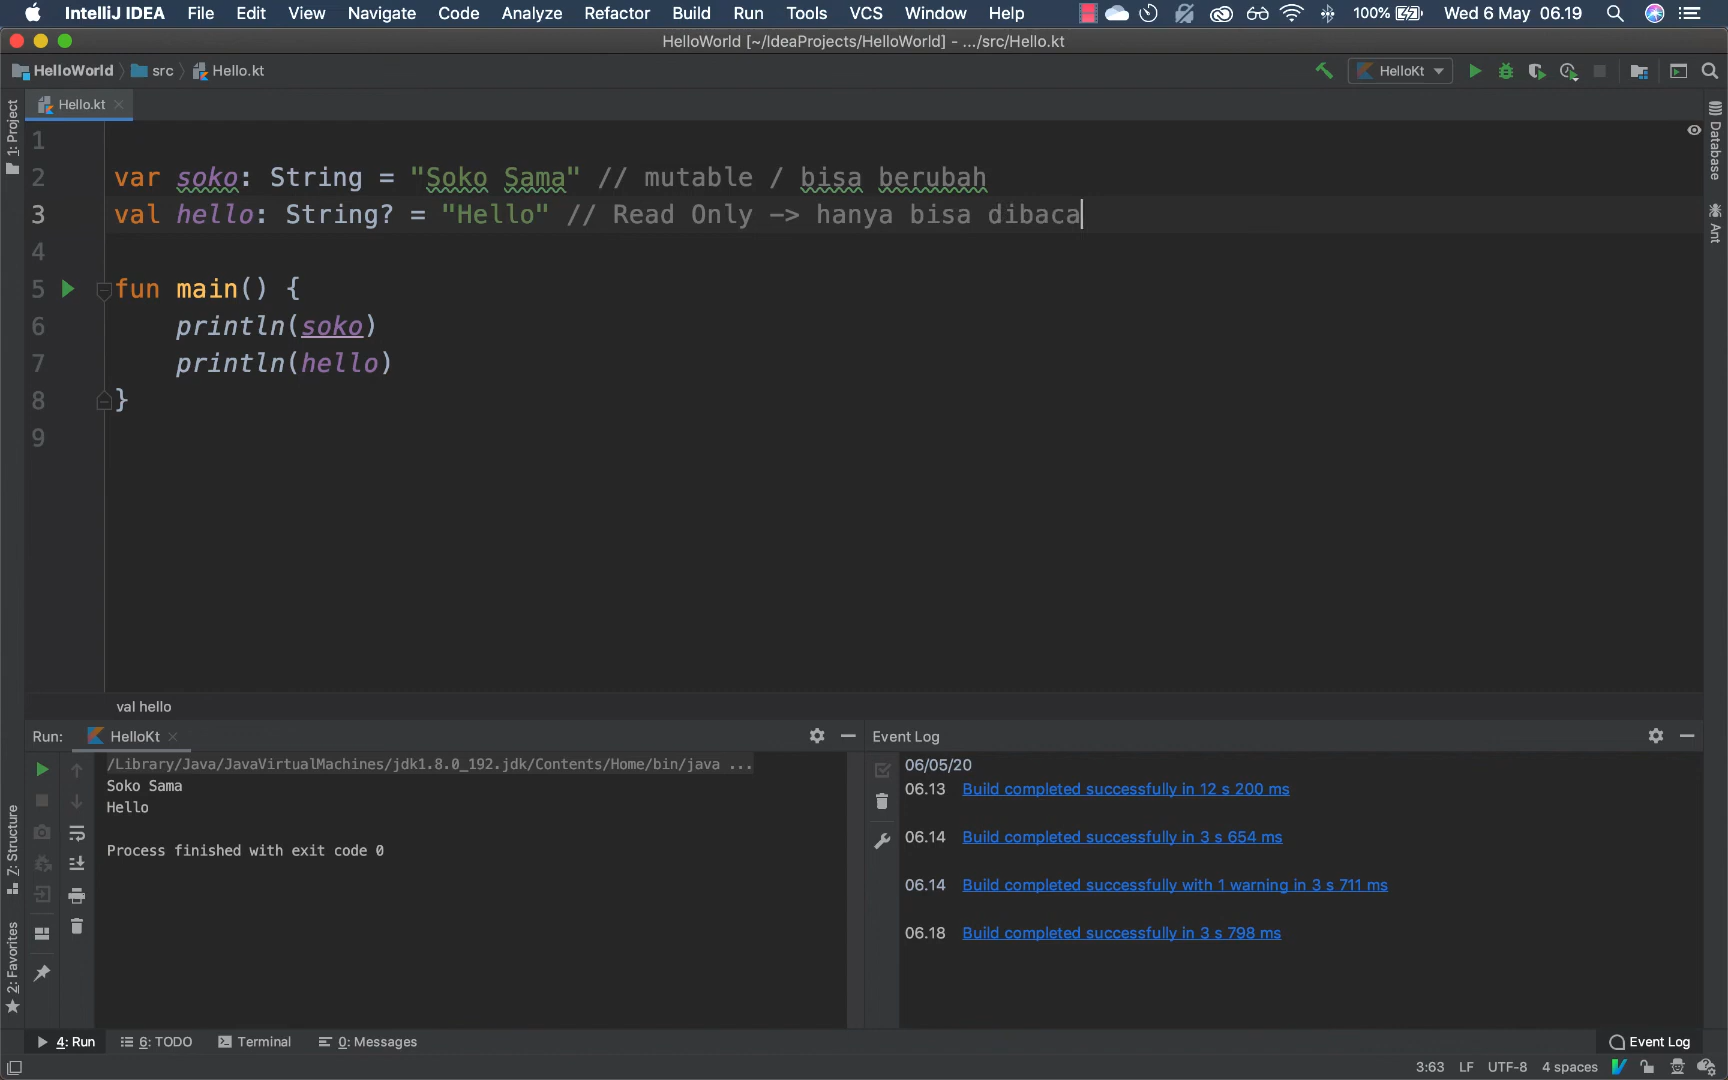 IntelliJ IDEA File Edit View Navigate Code Analyze Refactor Build Run Tools VCS Window Help 100% Wed 6 May 06.19
HelloWorld [~/IdeaProjects/HelloWorld] - .../src/Hello.kt
HelloWorld src Hello.kt HelloKt
Hello.kt
1: Project
Database
Ant
1
2 var soko: String = "Soko Sama" // mutable / bisa berubah
3 val hello: String? = "Hello" // Read Only -> hanya bisa dibaca
4
5 fun main() {
6 println(soko)
7 println(hello)
8 }
9
val hello
Run: HelloKt
/Library/Java/JavaVirtualMachines/jdk1.8.0_192.jdk/Contents/Home/bin/java ...
Soko Sama
Hello
Process finished with exit code 0
Event Log
06/05/20
06.13 Build completed successfully in 12 s 200 ms
06.14 Build completed successfully in 3 s 654 ms
06.14 Build completed successfully with 1 warning in 3 s 711 ms
06.18 Build completed successfully in 3 s 798 ms
7: Structure
2: Favorites
4: Run 6: TODO Terminal 0: Messages Event Log
3:63 LF UTF-8 4 spaces